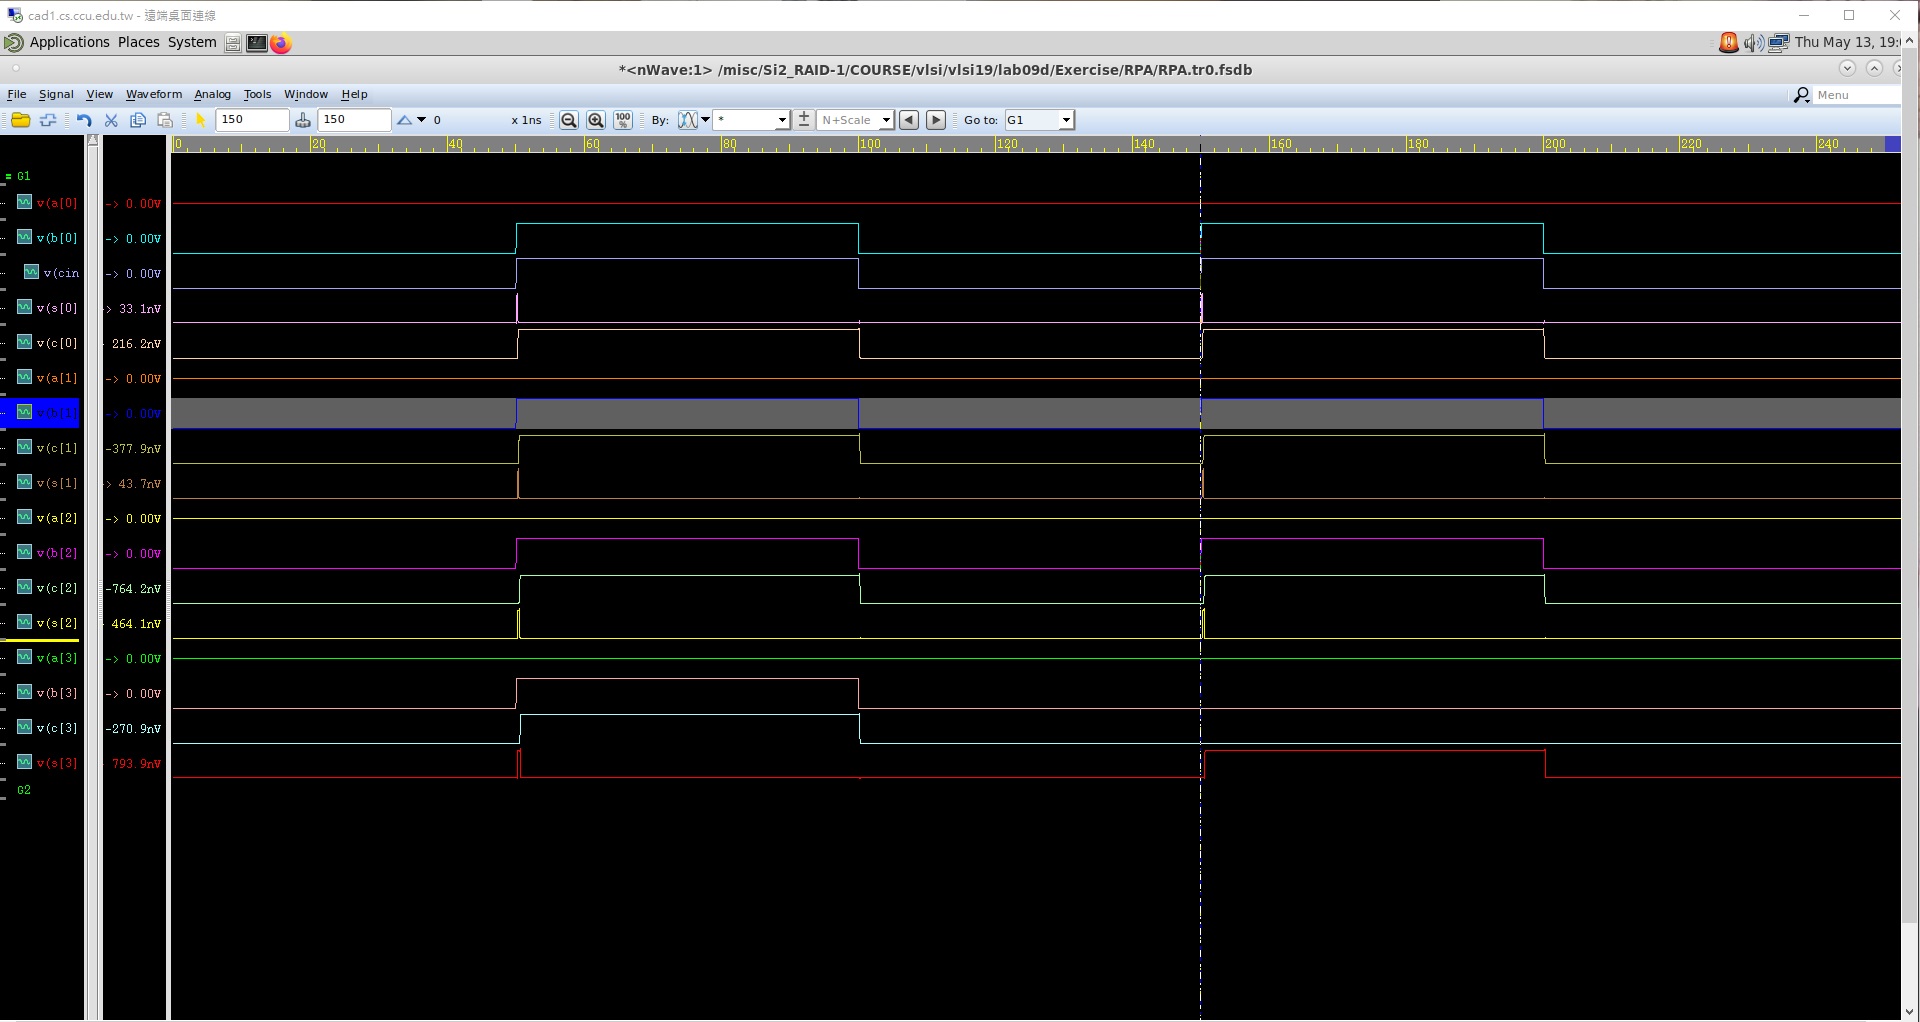 cad1.cs.ccu.edu.tw - 遠端桌面連線
Applications Places System
Thu May 13, 19:
*<nWave:1> /misc/Si2_RAID-1/COURSE/vlsi/vlsi19/lab09d/Exercise/RPA/RPA.tr0.fsdb
File Signal View Waveform Analog Tools Window Help
Menu
150 150 0 x 1ns 100% By: * N+Scale Go to: G1
0 20 40 60 80 100 120 140 160 180 200 220 240
G1
v(a[0] -> 0.00V
v(b[0] -> 0.00V
v(cin -> 0.00V
v(s[0] > 33.1nV
v(c[0] 216.2nV
v(a[1] -> 0.00V
v(b[1] -> 0.00V
v(c[1] -377.9nV
v(s[1] > 43.7nV
v(a[2] -> 0.00V
v(b[2] -> 0.00V
v(c[2] -764.2nV
v(s[2] 464.1nV
v(a[3] -> 0.00V
v(b[3] -> 0.00V
v(c[3] -270.9nV
v(s[3] 793.9nV
G2